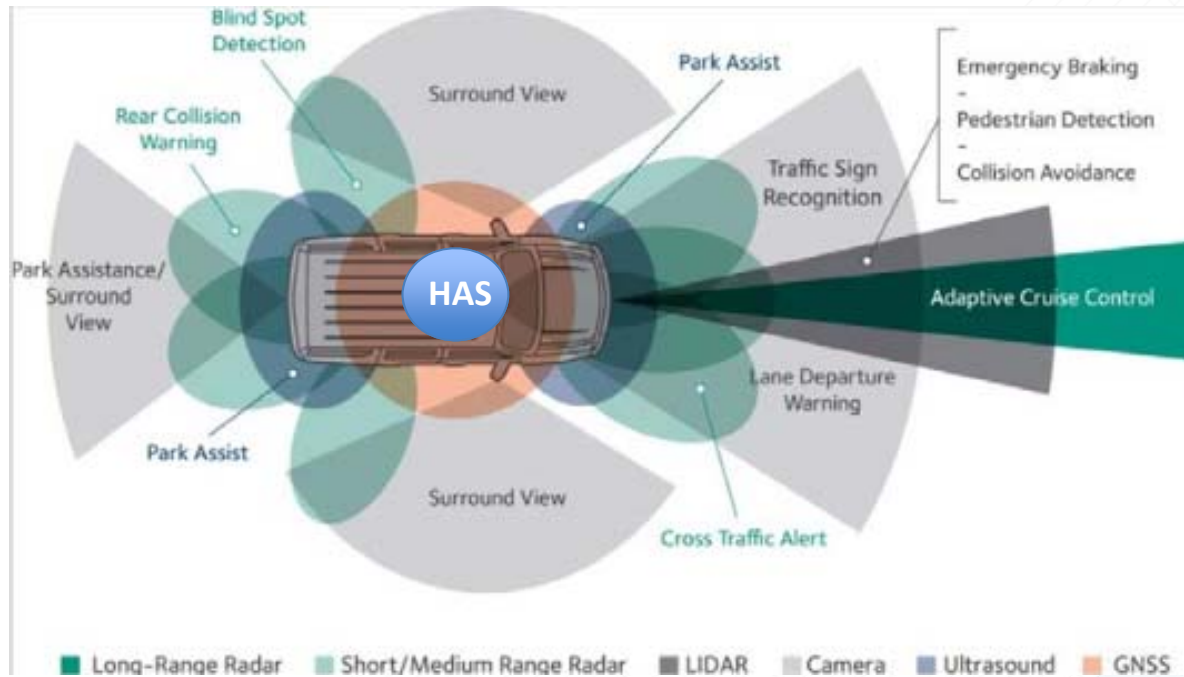 Blind Spot
Detection
Surround View
Park Assist
Emergency Braking
-
Pedestrian Detection
-
Collision Avoidance
Rear Collision
Warning
Traffic Sign
Recognition
Park Assistance/
Surround
View
HAS
Adaptive Cruise Control
Lane Departure
Warning
Park Assist
Surround View
Cross Traffic Alert
Long-Range Radar
Short/Medium Range Radar
LIDAR
Camera
Ultrasound
GNSS